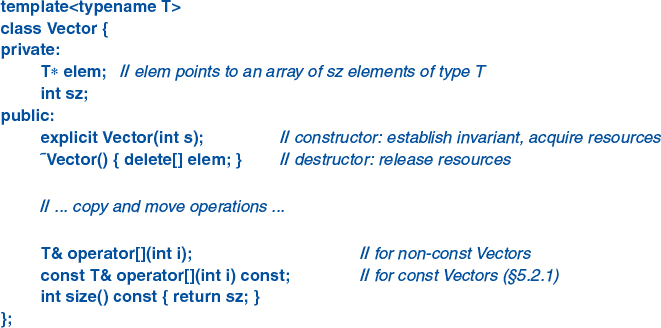 template<typename T>
class Vector {
private:
T∗ elem; // elem points to an array of sz elements of type T
int sz;
public:
explicit Vector(int s); // constructor: establish invariant, acquire resources
~Vector() { delete[] elem; } // destructor: release resources
// ... copy and move operations ...
T& operator[](int i); // for non-const Vectors
const T& operator[](int i) const; // for const Vectors (§5.2.1)
int size() const { return sz; }
};